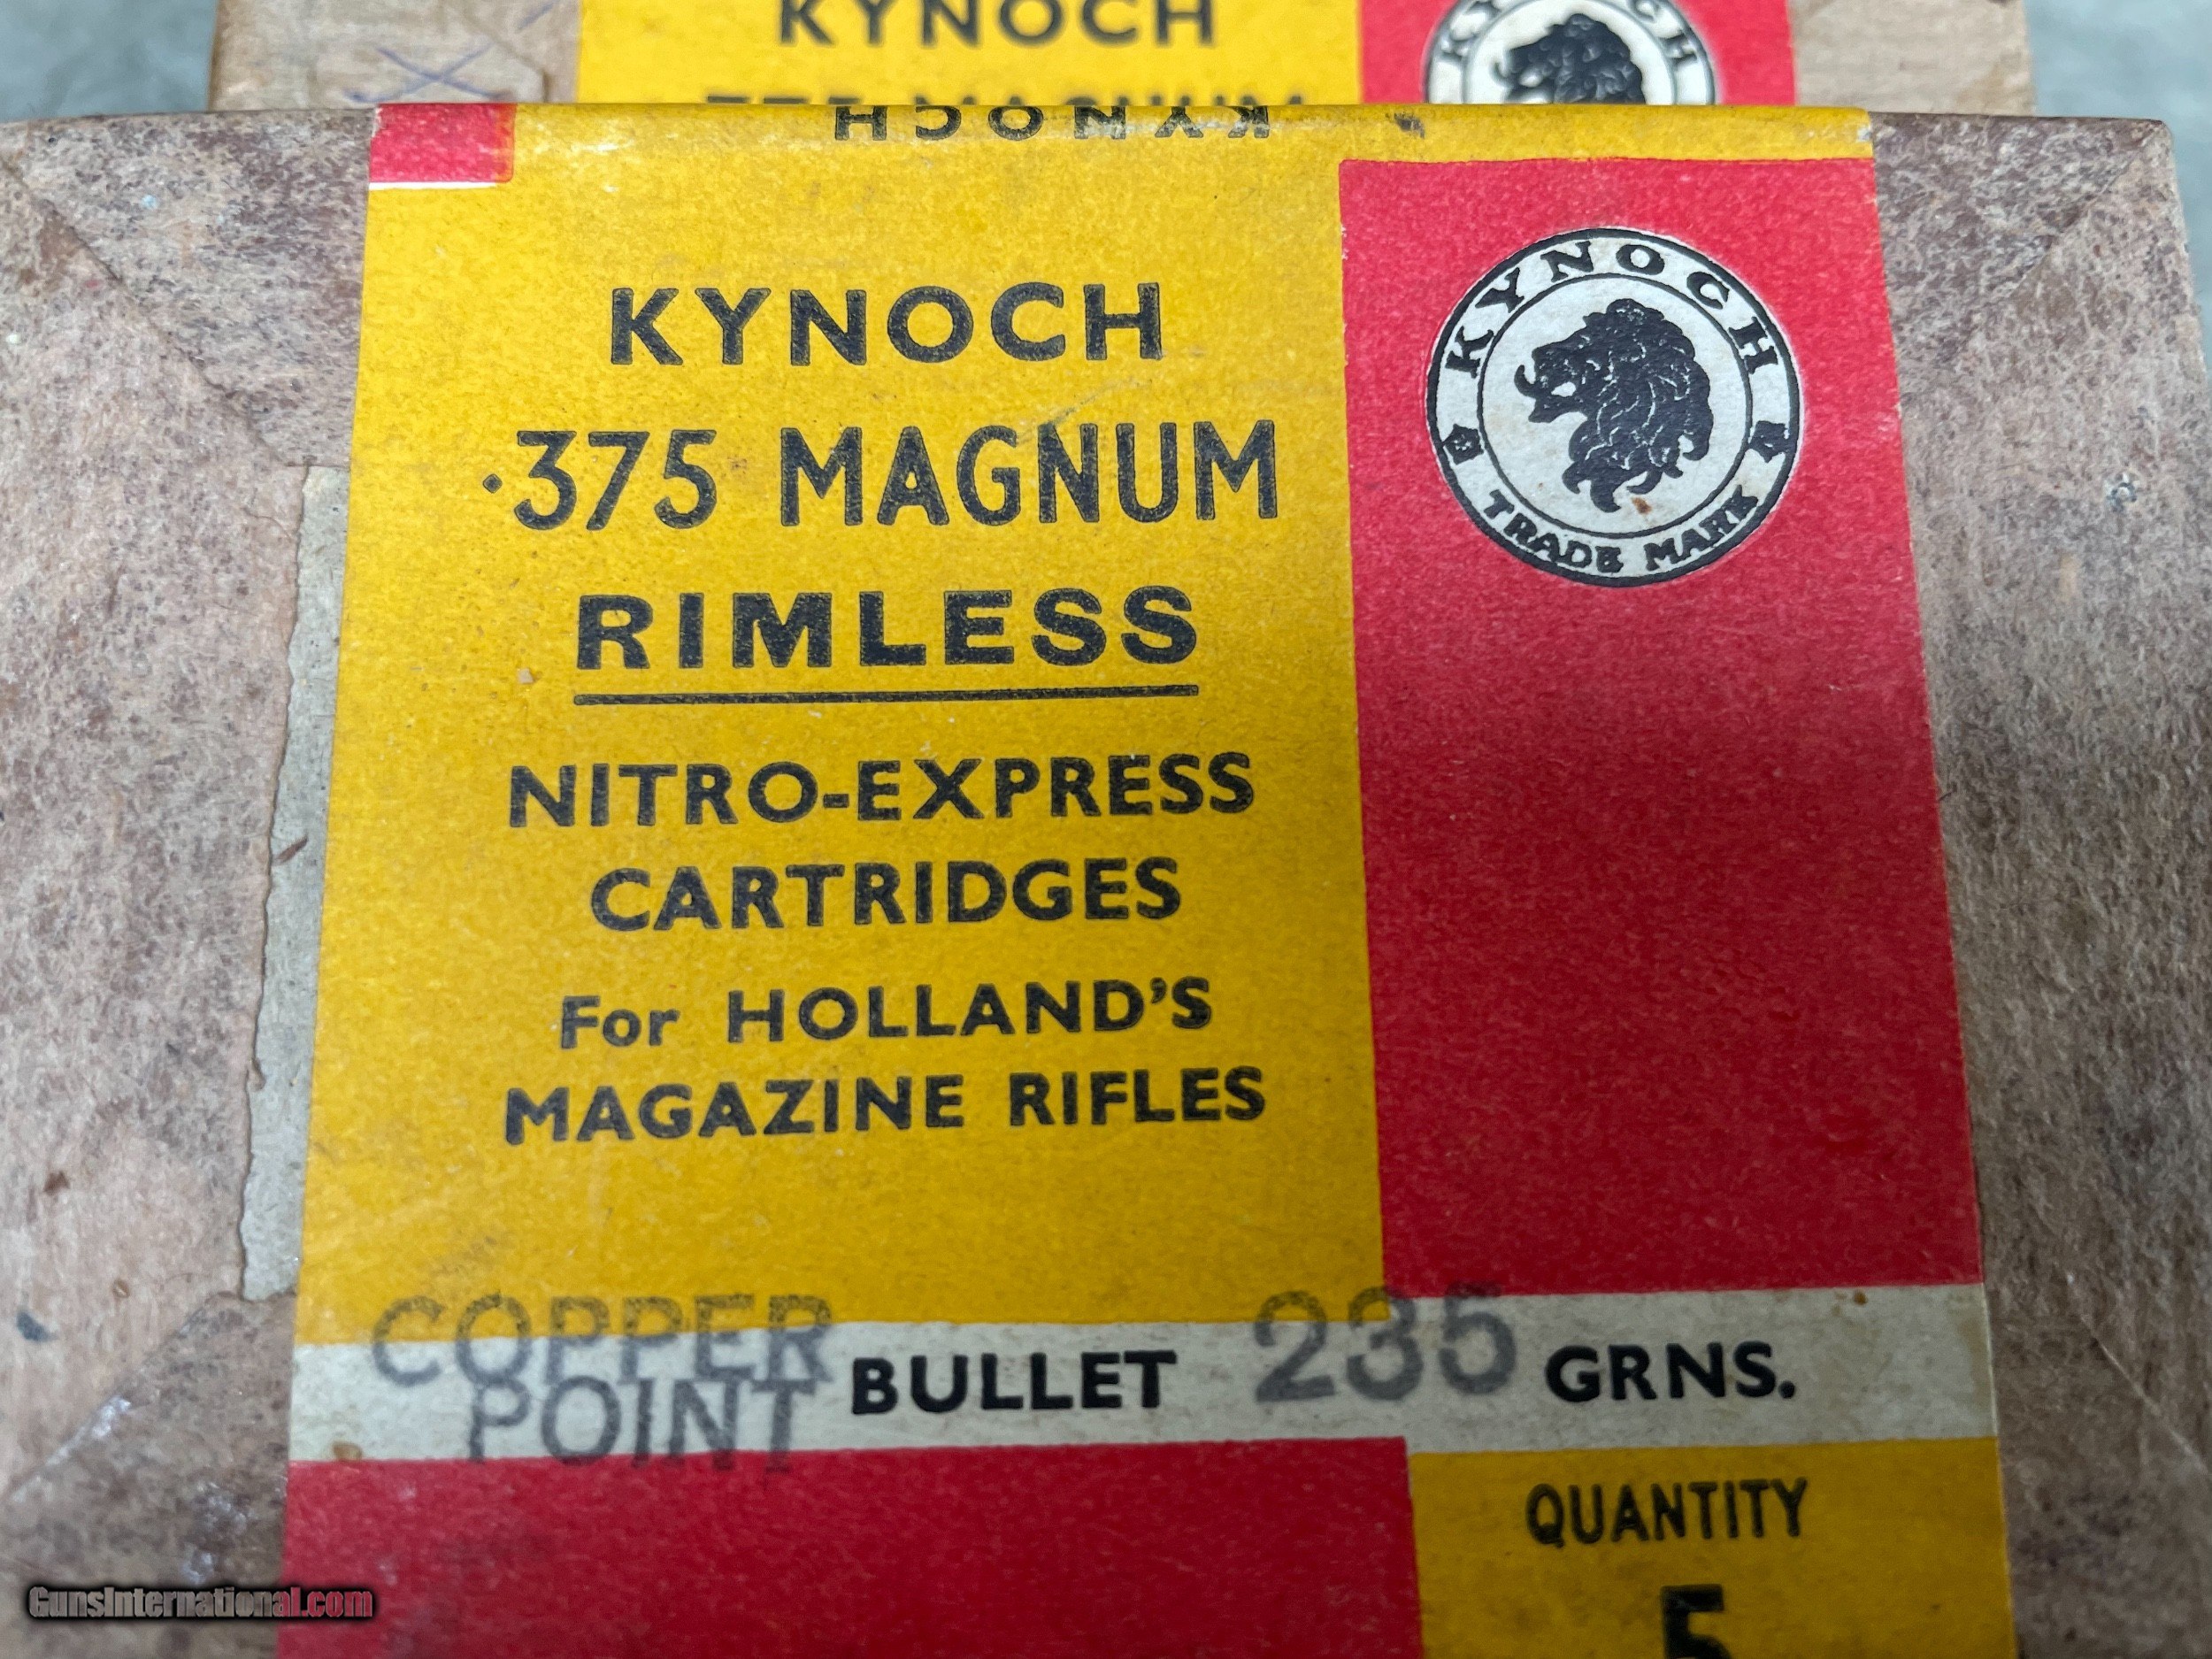 KYNOCH
KYNOCH
KYNOCH
KYNOCH
TRADE MARK
KYNOCH
.375 MAGNUM
RIMLESS
NITRO-EXPRESS
CARTRIDGES
For HOLLAND'S
MAGAZINE RIFLES
COPPER POINT BULLET 235 GRNS.
QUANTITY
5
GunsInternational.com